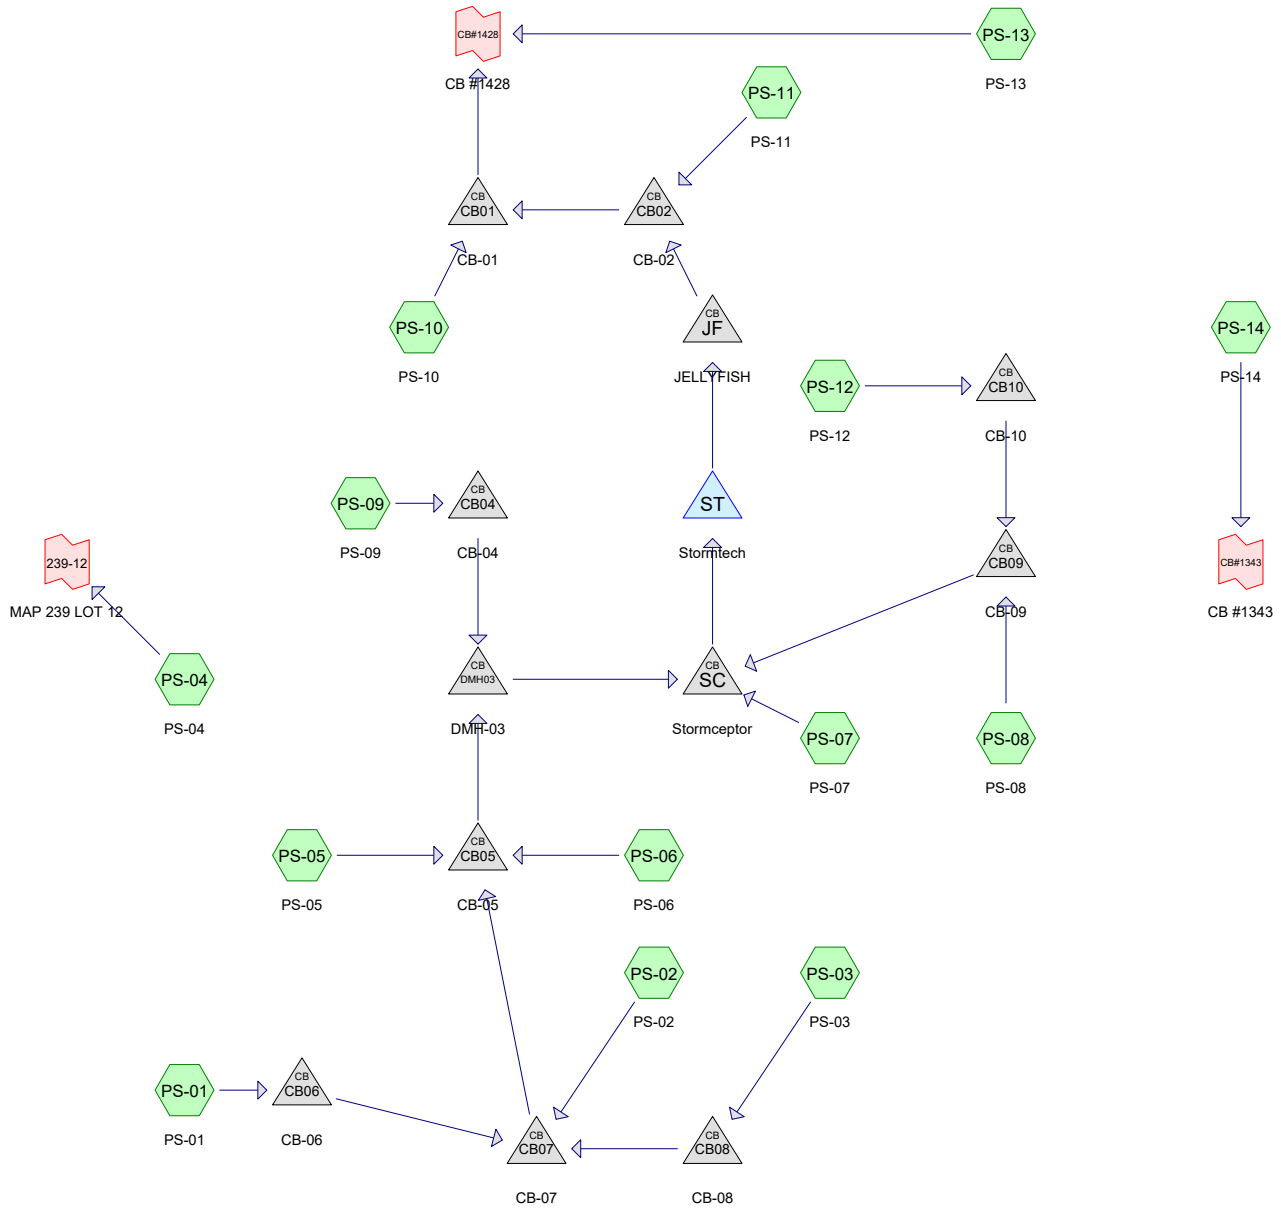 CB#1428
CB #1428
PS-13
PS-13
PS-11
PS-11
CB
CB01
CB-01
CB
CB02
CB-02
PS-10
PS-10
CB
JF
JELLYFISH
PS-12
PS-12
CB
CB10
CB-10
PS-14
PS-14
PS-09
PS-09
CB
CB04
CB-04
ST
Stormtech
239-12
MAP 239 LOT 12
CB
CB09
CB-09
CB#1343
CB #1343
PS-04
PS-04
CB
DMH03
DMH-03
CB
SC
Stormceptor
PS-07
PS-07
PS-08
PS-08
PS-05
PS-05
CB
CB05
CB-05
PS-06
PS-06
PS-02
PS-02
PS-03
PS-03
PS-01
PS-01
CB
CB06
CB-06
CB
CB07
CB-07
CB
CB08
CB-08